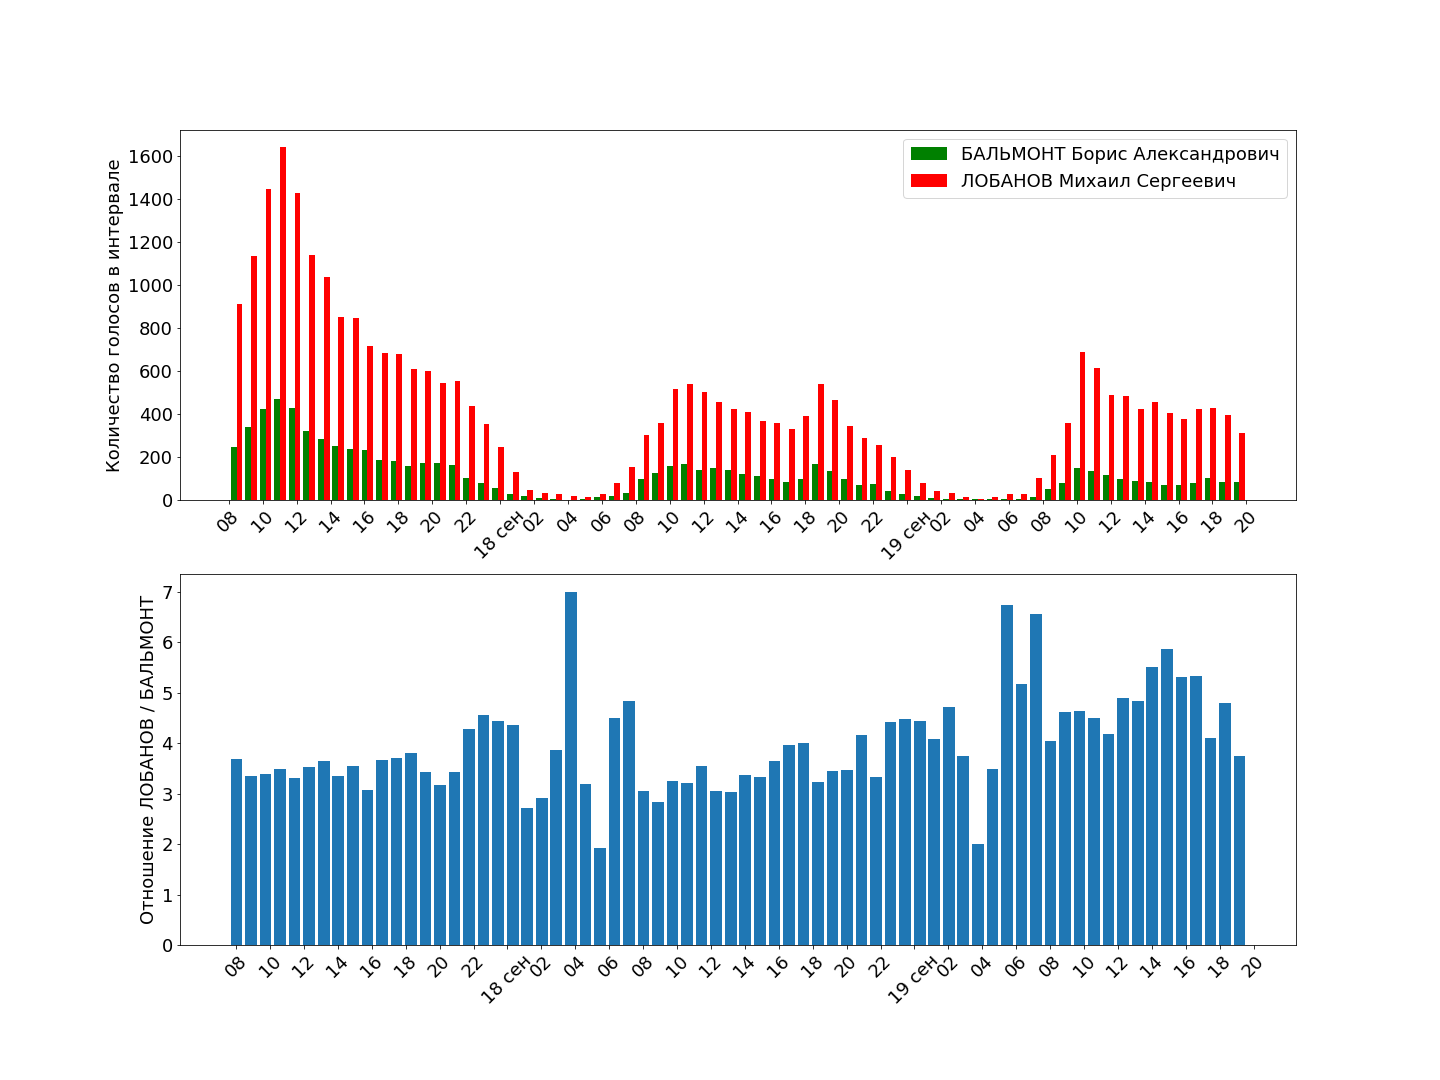 БАЛЬМОНТ Борис Александрович
ЛОБАНОВ Михаил Сергеевич
Количество голосов в интервале
1600
1400
1200
1000
800
600
400
200
0
08 10 12 14 16 18 20 22 18 сен 02 04 06 08 10 12 14 16 18 20 22 19 сен 02 04 06 08 10 12 14 16 18 20
Отношение ЛОБАНОВ / БАЛЬМОНТ
7
6
5
4
3
2
1
0
08 10 12 14 16 18 20 22 18 сен 02 04 06 08 10 12 14 16 18 20 22 19 сен 02 04 06 08 10 12 14 16 18 20